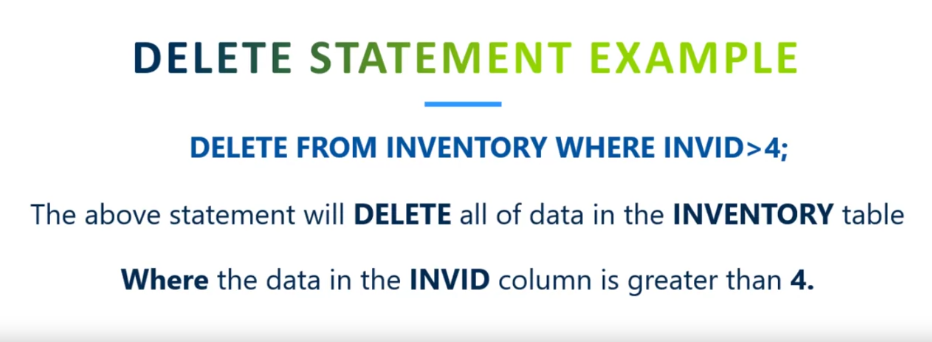 DELETE STATEMENT EXAMPLE
DELETE FROM INVENTORY WHERE INVID>4;
The above statement will DELETE all of data in the INVENTORY table
Where the data in the INVID column is greater than 4.